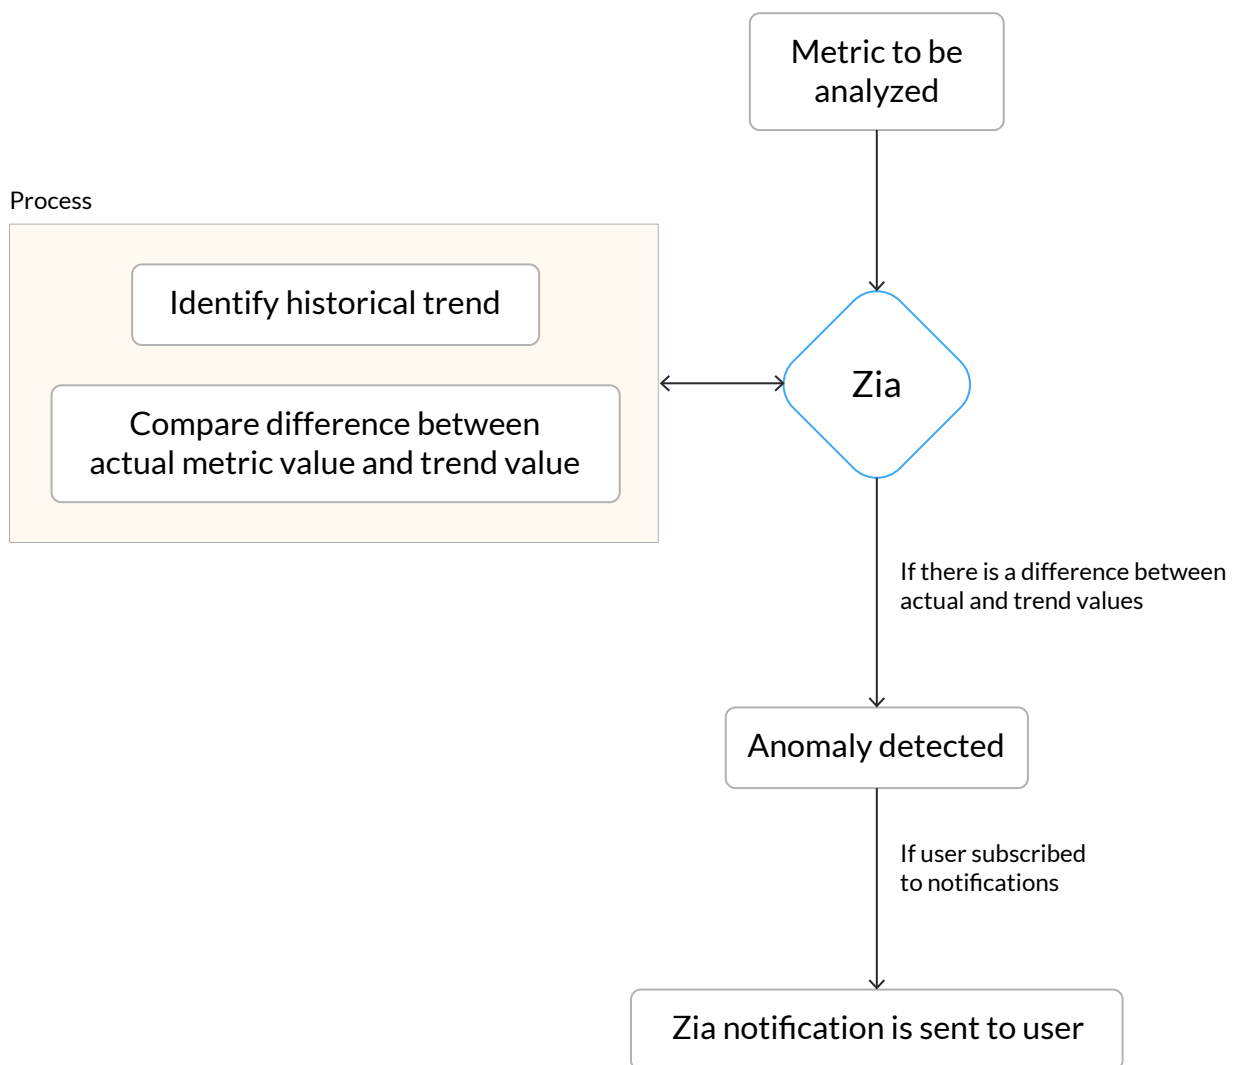 Metric to be
analyzed
Process
Identify historical trend
Compare difference between
actual metric value and trend value
Zia
If there is a difference between
actual and trend values
Anomaly detected
If user subscribed
to notifications
Zia notification is sent to user